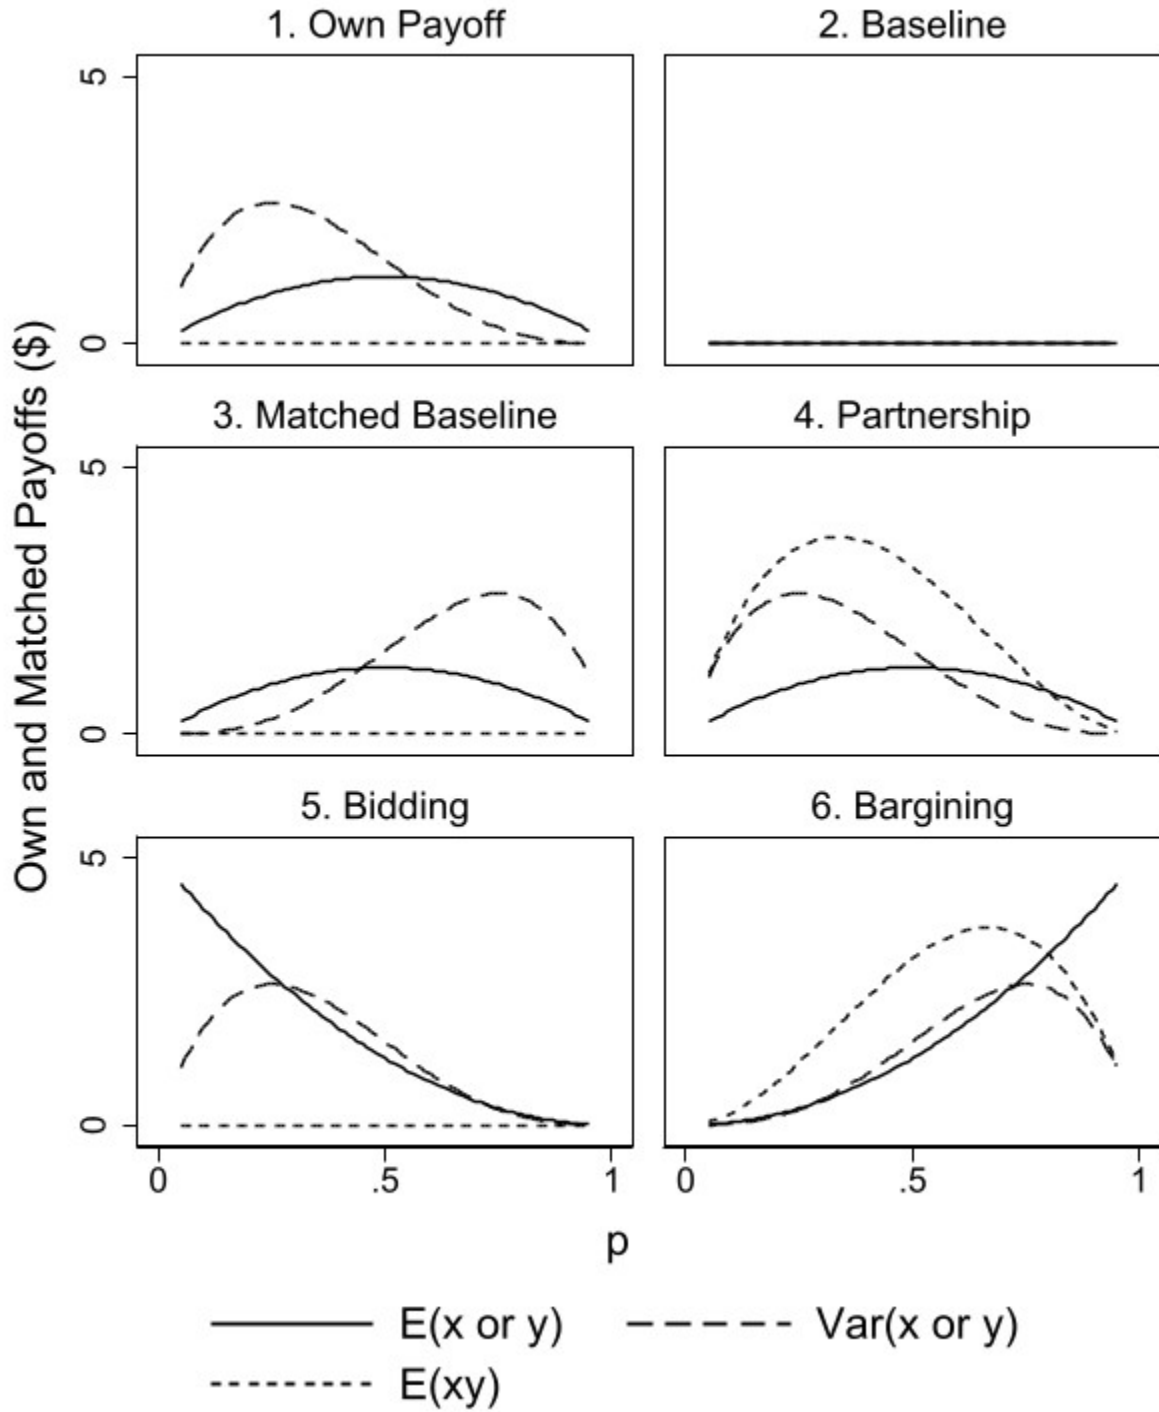 1. Own Payoff
2. Baseline
5
0
3. Matched Baseline
4. Partnership
5
0
5. Bidding
6. Bargining
5
0
0 .5 1
0 .5 1
Own and Matched Payoffs ($)
p
E(x or y)
Var(x or y)
E(xy)